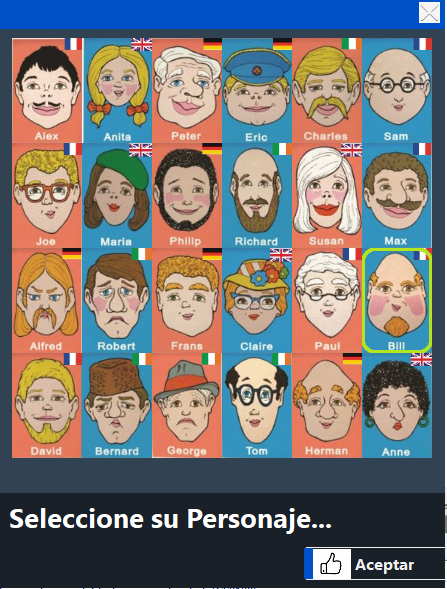 Alex Anita Peter Eric Charles Sam
Joe Maria Philip Richard Susan Max
Alfred Robert Frans Claire Paul Bill
David Bernard George Tom Herman Anne
Seleccione su Personaje...
Aceptar